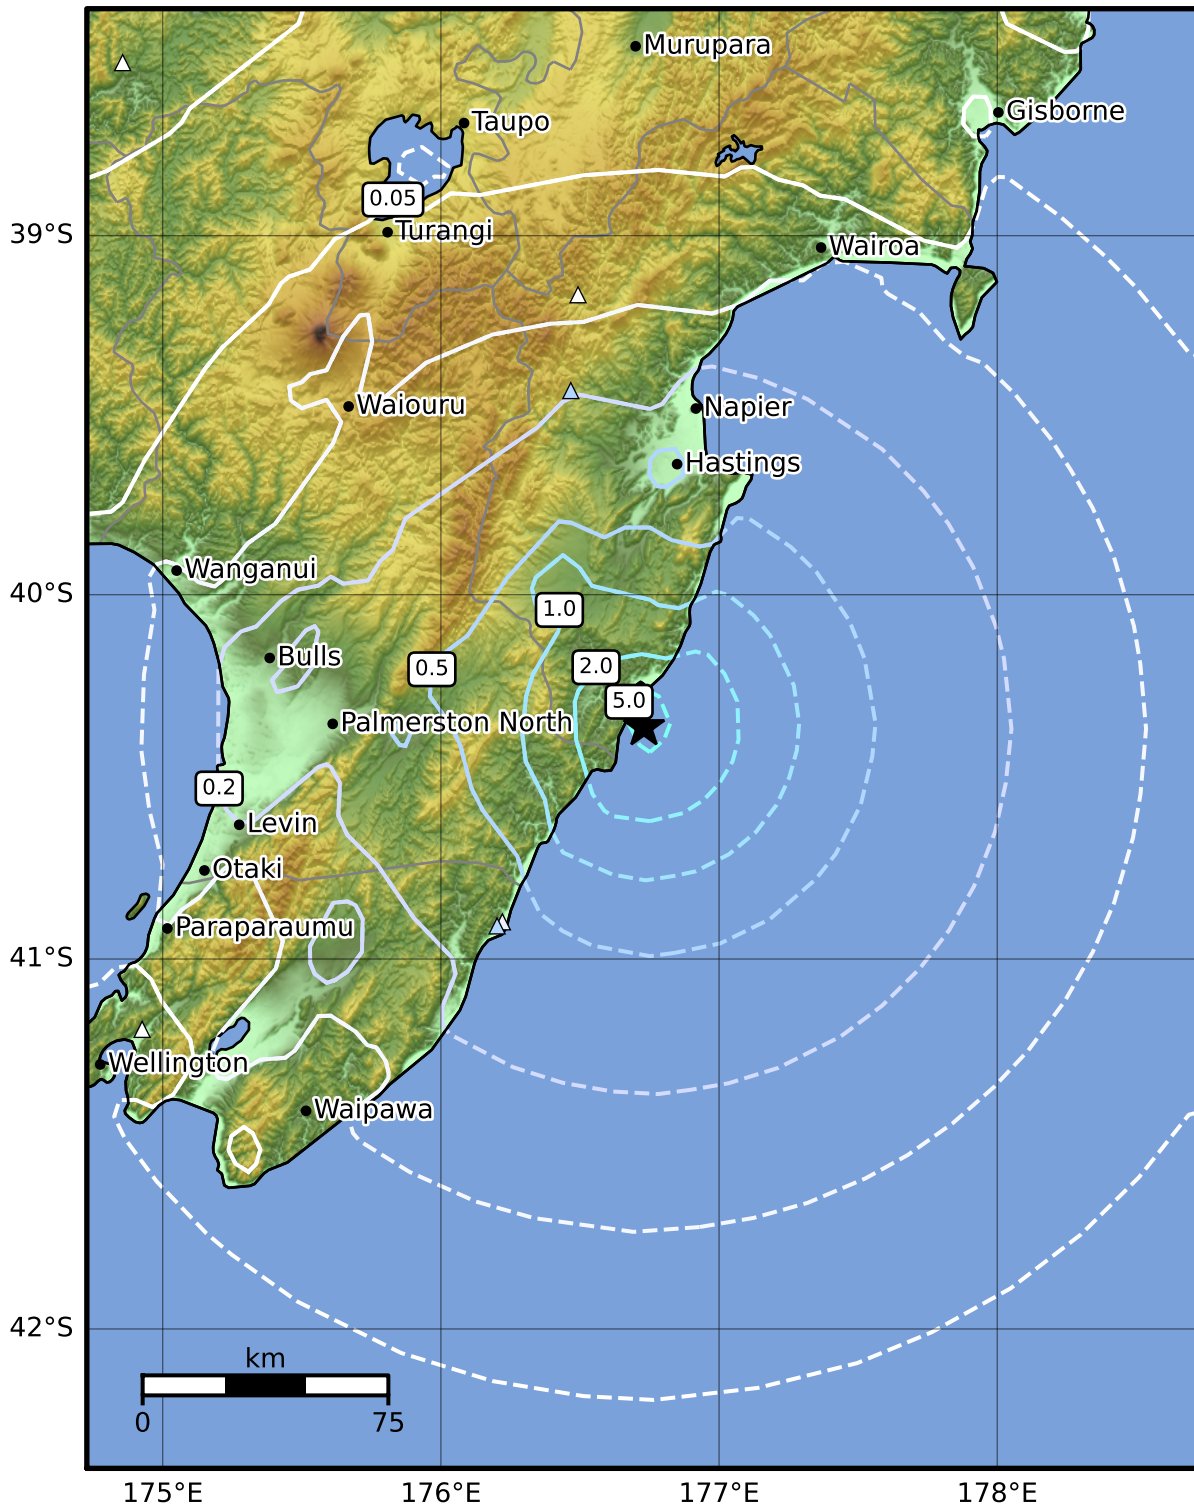 Murupara
Gisborne
Taupo
0.05
Turangi
39°S
Wairoa
Waiouru
Napier
Hastings
Wanganui
40°S
1.0
Bulls
0.5
2.0
5.0
Palmerston North
0.2
Levin
Otaki
Paraparaumu
41°S
Wellington
Waipawa
42°S
km
0 75
175°E 176°E 177°E 178°E